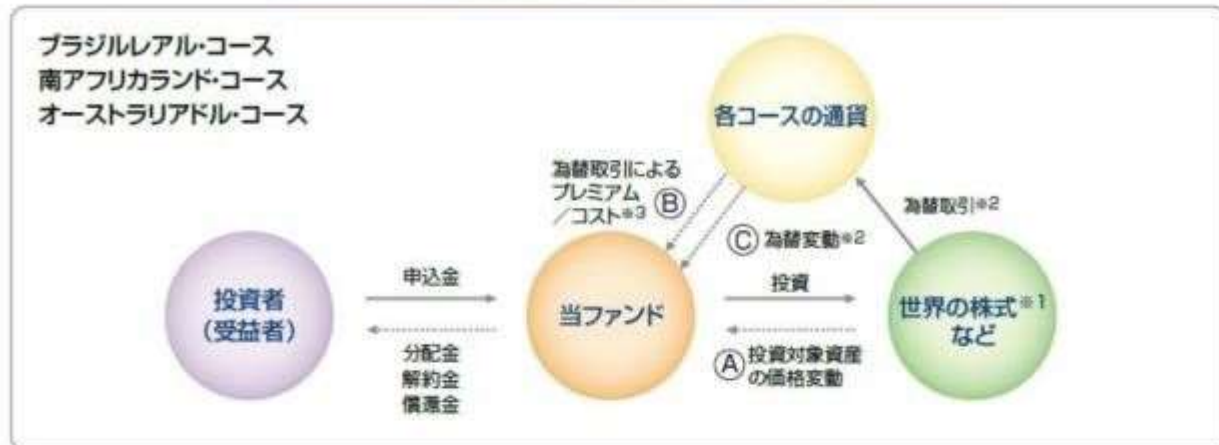 ブラジルレアル・コース
南アフリカランド・コース
オーストラリアドル・コース
各コースの通貨
為替取引による
プレミアム
／コスト※3 Ⓑ
為替取引※2
Ⓒ 為替変動※2
投資者
（受益者）
申込金
分配金
解約金
償還金
当ファンド
投資
Ⓐ 投資対象資産
の価格変動
世界の株式※1
など